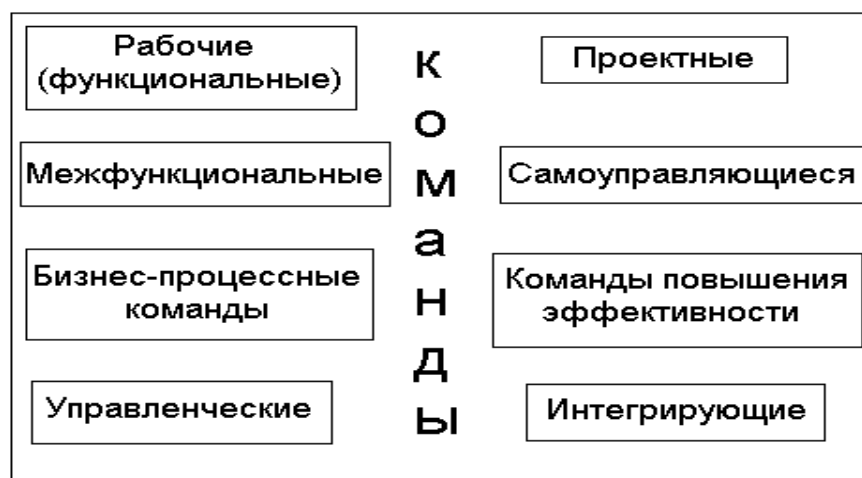 Рабочие
(функциональные)
Межфункциональные
Бизнес-процессные
команды
Управленческие
к
о
м
а
н
д
ы
Проектные
Самоуправляющиеся
Команды повышения
эффективности
Интегрирующие